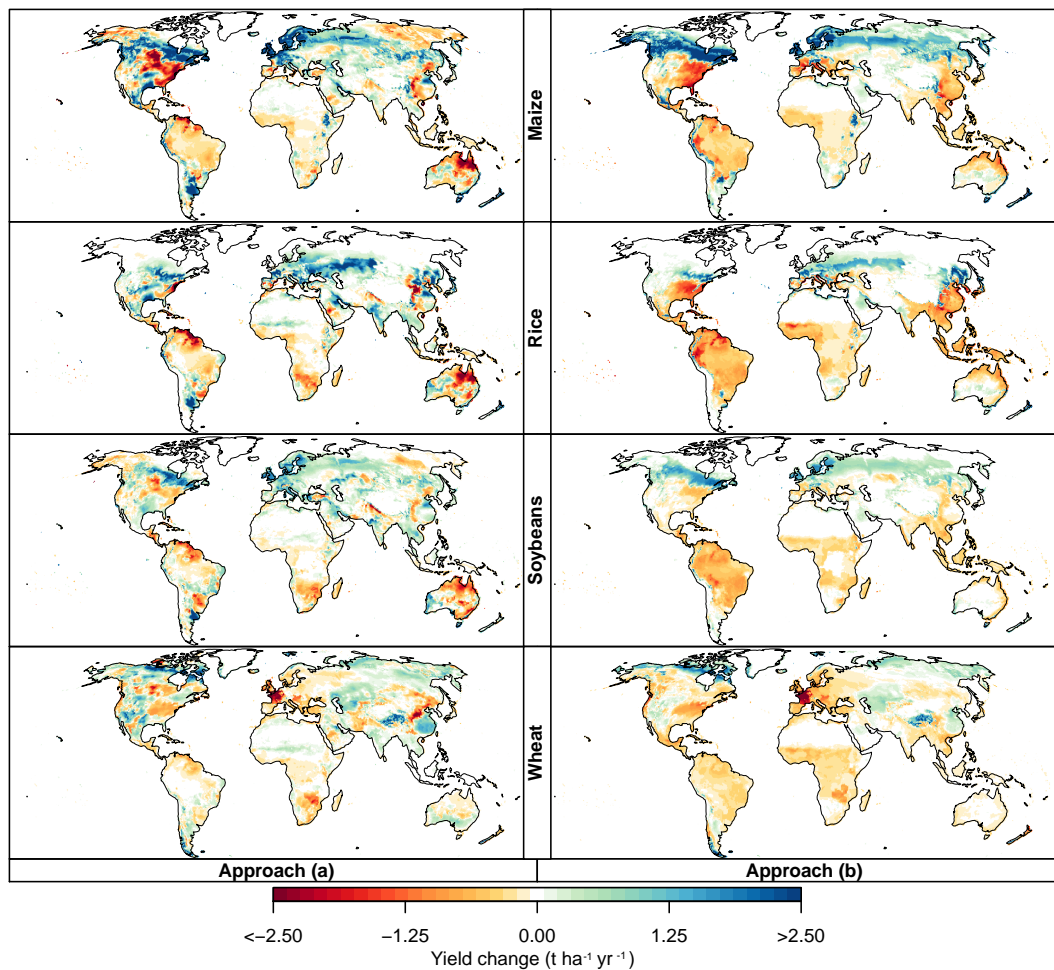 Maize
Rice
Soybeans
Wheat
Approach (a) Approach (b)
<−2.50 −1.25 0.00 1.25 >2.50
Yield change (t ha⁻¹ yr ⁻¹)